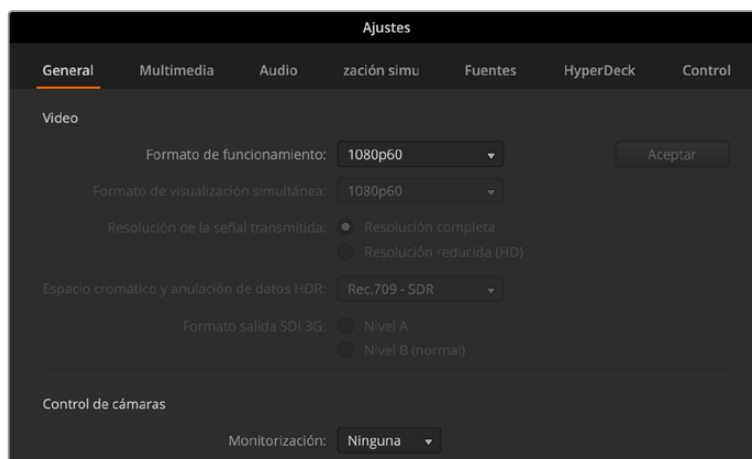 Ajustes
General Multimedia Audio zación simu Fuentes HyperDeck Control
Video
Formato de funcionamiento: 1080p60 Aceptar
Formato de visualización simultánea: 1080p60
Resolución de la señal transmitida: Resolución completa
Resolución reducida (HD)
Espacio cromático y anulación de datos HDR: Rec.709 - SDR
Formato salida SDI 3G: Nivel A
Nivel B (normal)
Control de cámaras
Monitorización: Ninguna